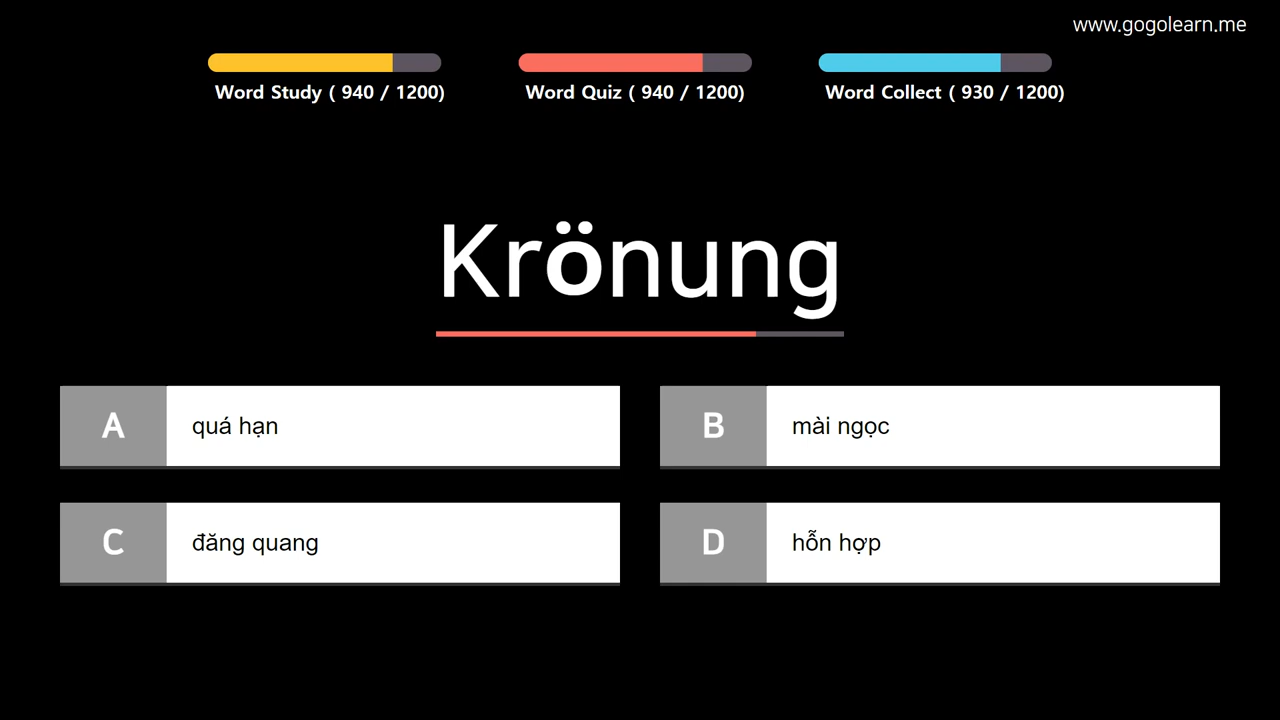 www.gogolearn.me
Word Study ( 940 / 1200)
Word Quiz ( 940 / 1200)
Word Collect ( 930 / 1200)
Krönung
A quá hạn
B mài ngọc
C đăng quang
D hỗn hợp